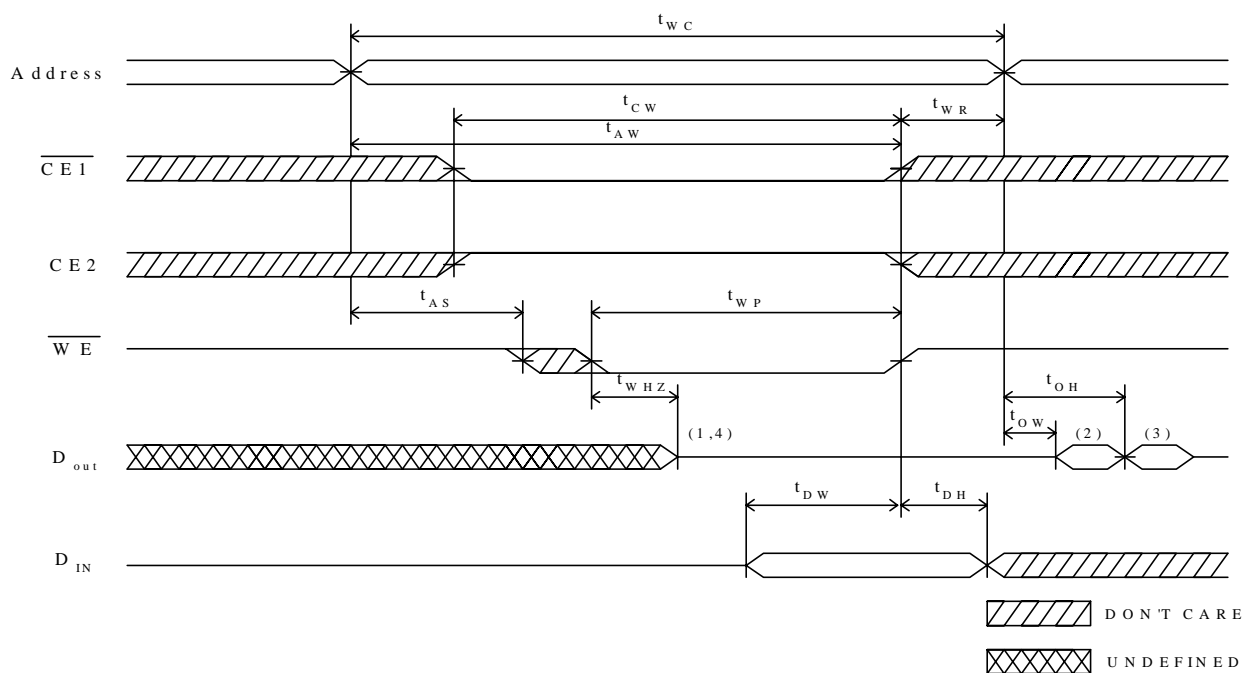 tWC
Address
tCW
tWR
tAW
CE1
CE2
tAS
tWP
WE
tWHZ
tOH
tOW
(1,4)
(2)
(3)
Dout
tDW
tDH
DIN
DON'T CARE
UNDEFINED